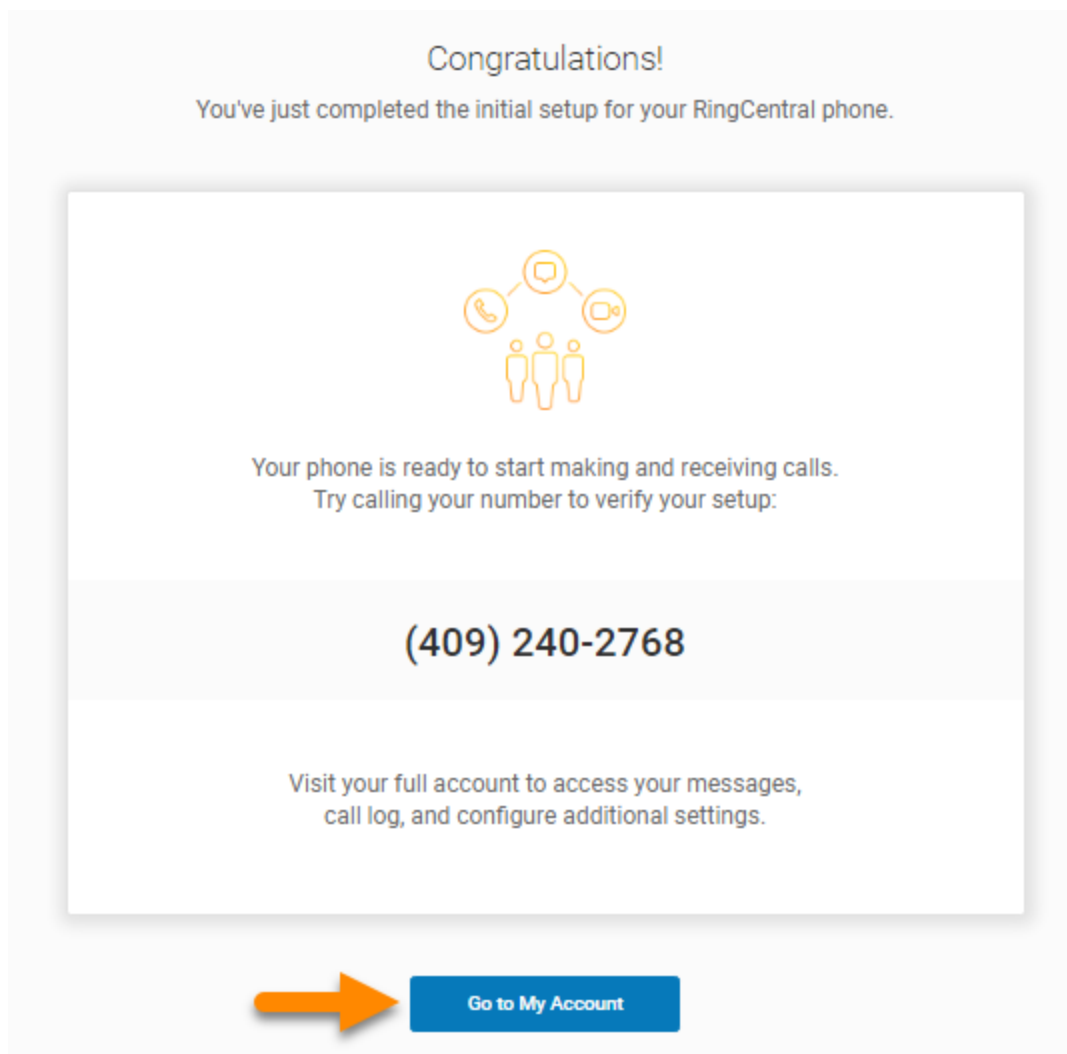 Congratulations!
You've just completed the initial setup for your RingCentral phone.
Your phone is ready to start making and receiving calls.
Try calling your number to verify your setup:
(409) 240-2768
Visit your full account to access your messages,
call log, and configure additional settings.
Go to My Account